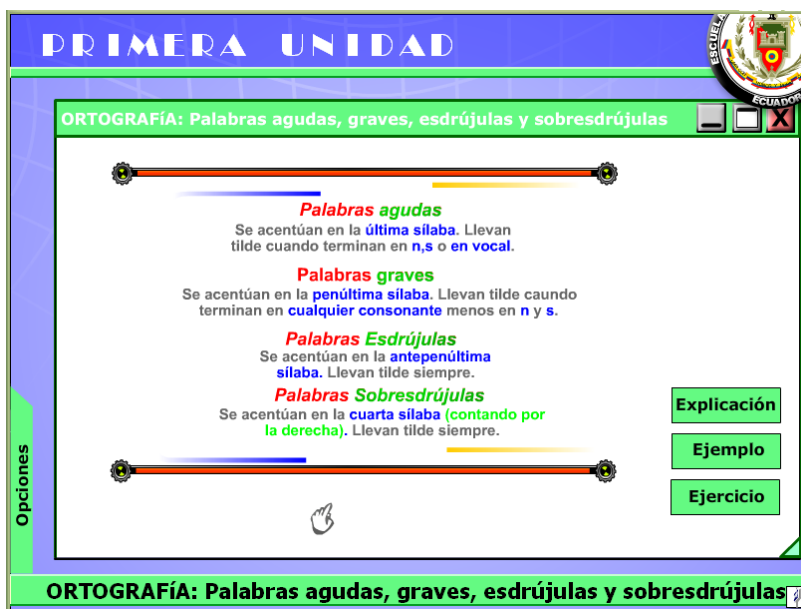 PRIMERA UNIDAD
ESCUELA
ECUADOR
ORTOGRAFíA: Palabras agudas, graves, esdrújulas y sobresdrújulas
X
Palabras agudas
Se acentúan en la última sílaba. Llevan
tilde cuando terminan en n,s o en vocal.
Palabras graves
Se acentúan en la penúltima sílaba. Llevan tilde caundo
terminan en cualquier consonante menos en n y s.
Palabras Esdrújulas
Se acentúan en la antepenúltima
sílaba. Llevan tilde siempre.
Palabras Sobresdrújulas
Se acentúan en la cuarta sílaba (contando por
la derecha). Llevan tilde siempre.
Explicación
Ejemplo
Ejercicio
Opciones
ORTOGRAFíA: Palabras agudas, graves, esdrújulas y sobresdrújulas